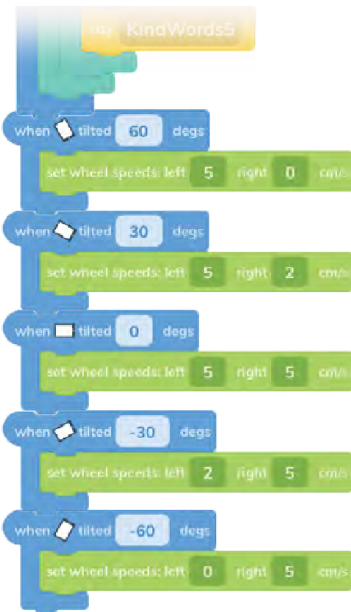 say KindWords5
when tilted 60 degs
set wheel speeds: left 5 right 0 cm/s
when tilted 30 degs
set wheel speeds: left 5 right 2 cm/s
when tilted 0 degs
set wheel speeds: left 5 right 5 cm/s
when tilted -30 degs
set wheel speeds: left 2 right 5 cm/s
when tilted -60 degs
set wheel speeds: left 0 right 5 cm/s